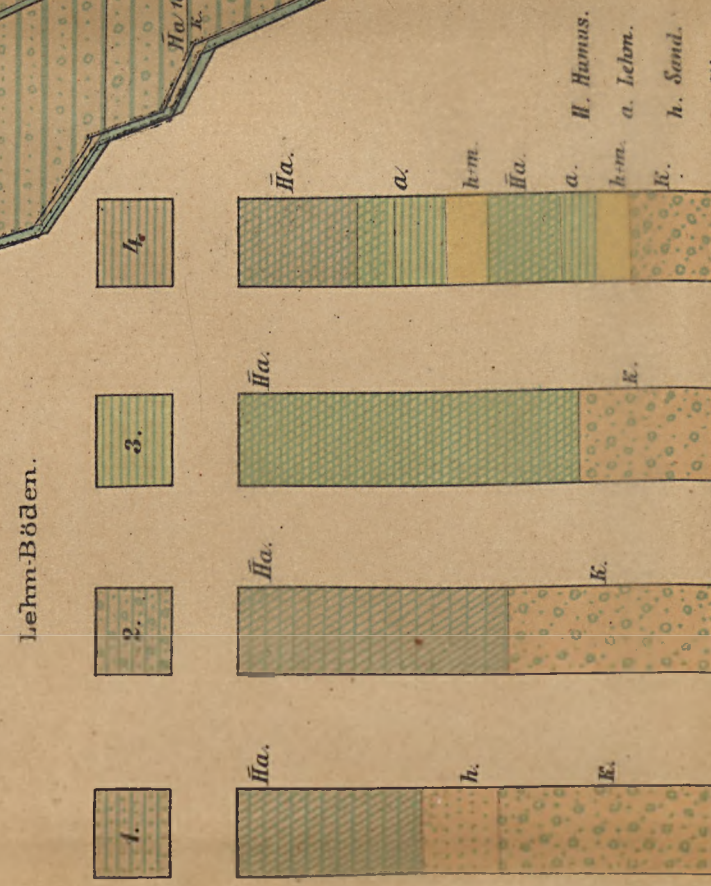 Lehm-Böden.
1.
H̅a.
h.
K.
2.
H̅a.
K.
3.
H̅a.
K.
4.
H̅a.
a.
h+m.
H̅a.
a.
h+m.
K.
H. Humus.
a. Lehm.
h. Sand.
H̅a
K.